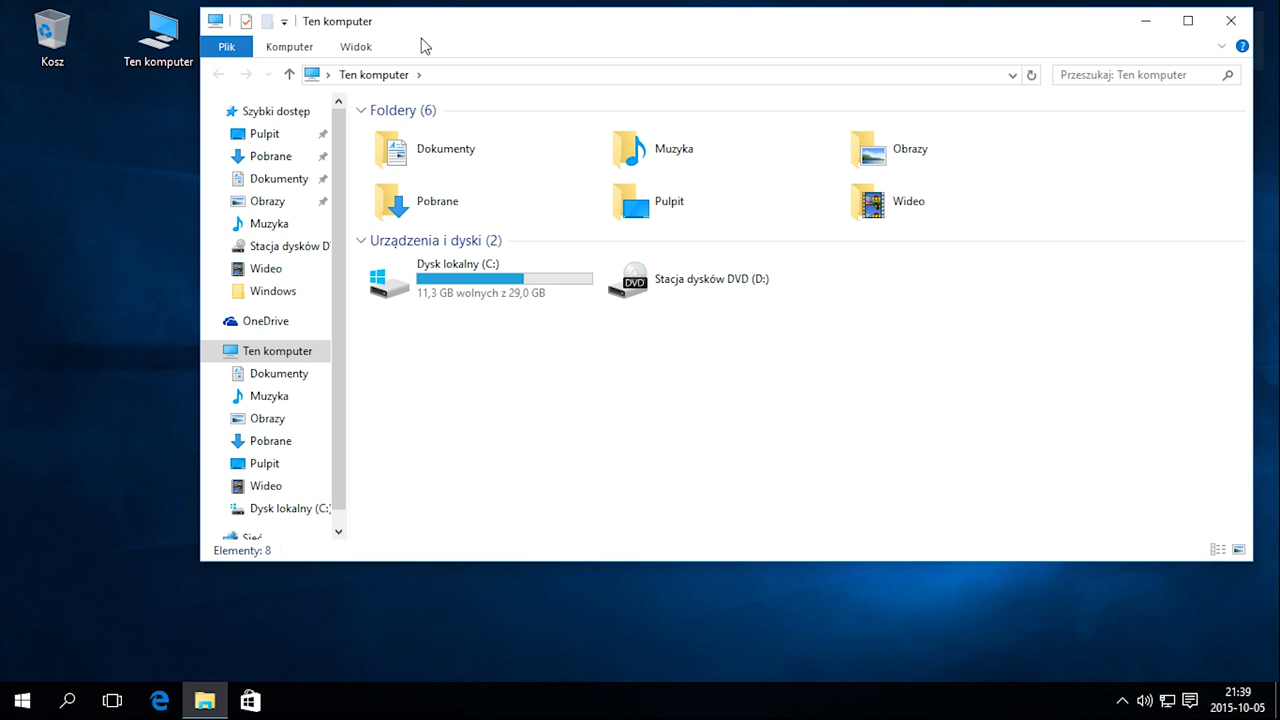 Kosz
Ten komputer
Ten komputer
Plik
Komputer
Widok
Ten komputer
Przeszukaj: Ten komputer
Szybki dostęp
Pulpit
Pobrane
Dokumenty
Obrazy
Muzyka
Stacja dysków D
Wideo
Windows
OneDrive
Ten komputer
Dokumenty
Muzyka
Obrazy
Pobrane
Pulpit
Wideo
Dysk lokalny (C:
Sieć
Foldery (6)
Dokumenty
Muzyka
Obrazy
Pobrane
Pulpit
Wideo
Urządzenia i dyski (2)
Dysk lokalny (C:)
11,3 GB wolnych z 29,0 GB
DVD
Stacja dysków DVD (D:)
Elementy: 8
21:39
2015-10-05